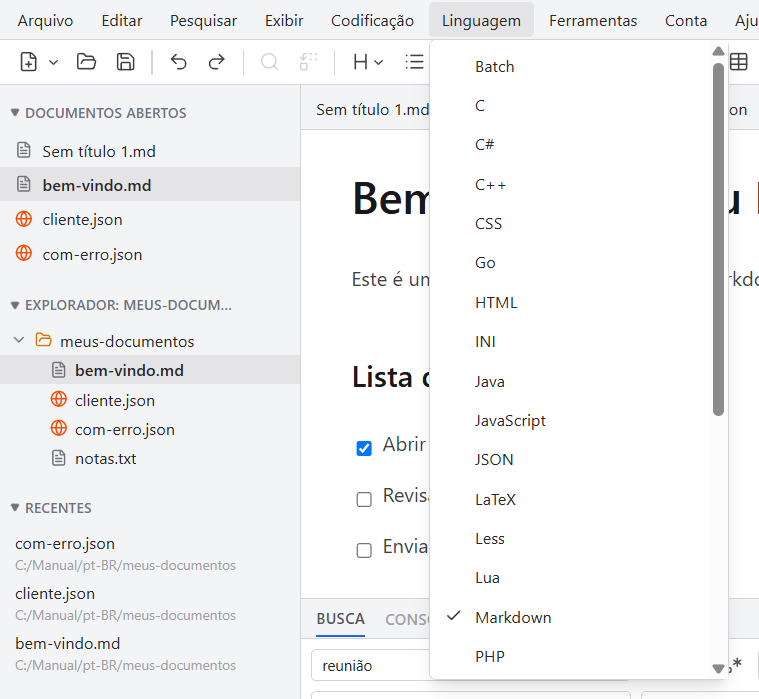 Arquivo Editar Pesquisar Exibir Codificação Linguagem Ferramentas Conta Aju
H
DOCUMENTOS ABERTOS
Sem título 1.md
bem-vindo.md
cliente.json
com-erro.json
EXPLORADOR: MEUS-DOCUM...
meus-documentos
bem-vindo.md
cliente.json
com-erro.json
notas.txt
RECENTES
com-erro.json
C:/Manual/pt-BR/meus-documentos
cliente.json
C:/Manual/pt-BR/meus-documentos
bem-vindo.md
C:/Manual/pt-BR/meus-documentos
Sem título 1.md
on
Bem
Este é um
Lista
Abrir
Revis
Envia
BUSCA CONS
reunião
.*
Batch
C
C#
C++
CSS
Go
HTML
INI
Java
JavaScript
JSON
LaTeX
Less
Lua
Markdown
PHP